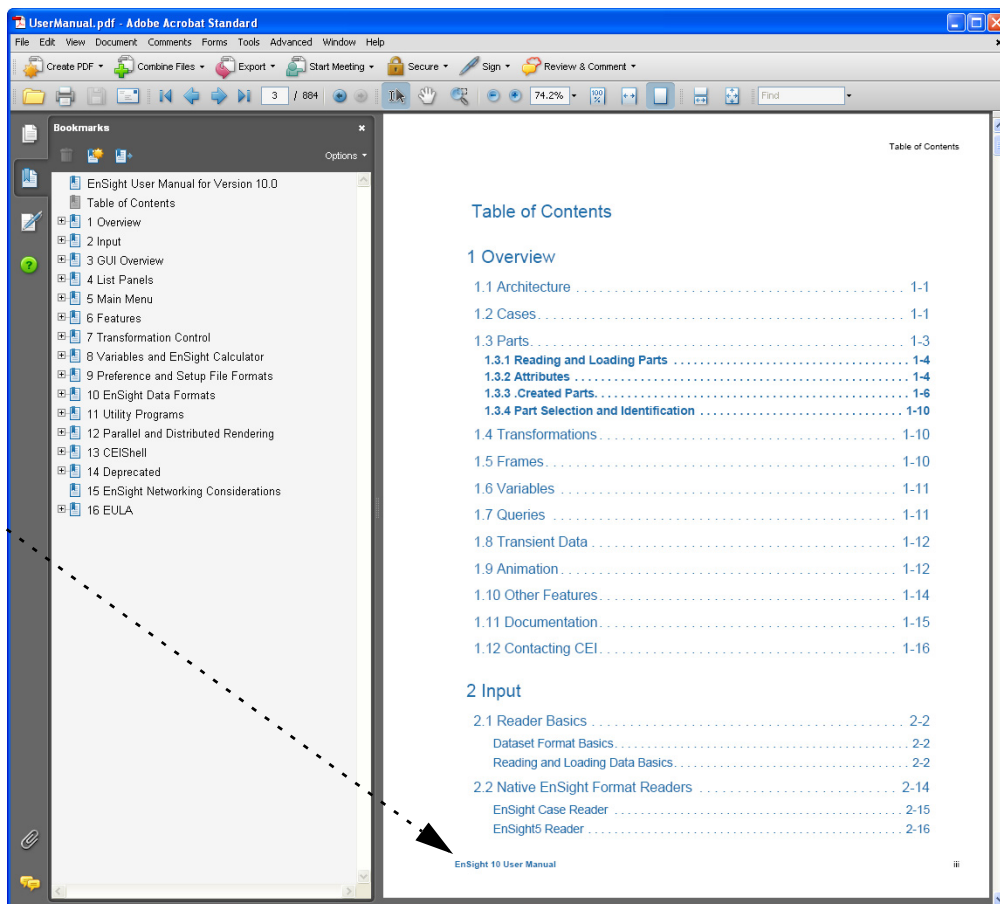 UserManual.pdf - Adobe Acrobat Standard
File Edit View Document Comments Forms Tools Advanced Window Help
Create PDF Combine Files Export Start Meeting Secure Sign Review & Comment
3 / 884 74.2% Find
Bookmarks
Options
EnSight User Manual for Version 10.0
Table of Contents
1 Overview
2 Input
3 GUI Overview
4 List Panels
5 Main Menu
6 Features
7 Transformation Control
8 Variables and EnSight Calculator
9 Preference and Setup File Formats
10 EnSight Data Formats
11 Utility Programs
12 Parallel and Distributed Rendering
13 CEIShell
14 Deprecated
15 EnSight Networking Considerations
16 EULA
Table of Contents
Table of Contents
1 Overview
1.1 Architecture . . . . . . . . . . . . . . . . . . . . 1-1
1.2 Cases. . . . . . . . . . . . . . . . . . . . 1-1
1.3 Parts. . . . . . . . . . . . . . . . . . . . 1-3
1.3.1 Reading and Loading Parts . . . . . . . . . . . . . . . . . . . . 1-4
1.3.2 Attributes . . . . . . . . . . . . . . . . . . . . 1-4
1.3.3 .Created Parts. . . . . . . . . . . . . . . . . . . . 1-6
1.3.4 Part Selection and Identification . . . . . . . . . . . . . . . . . . . . 1-10
1.4 Transformations. . . . . . . . . . . . . . . . . . . . 1-10
1.5 Frames. . . . . . . . . . . . . . . . . . . . 1-10
1.6 Variables . . . . . . . . . . . . . . . . . . . . 1-11
1.7 Queries . . . . . . . . . . . . . . . . . . . . 1-11
1.8 Transient Data . . . . . . . . . . . . . . . . . . . . 1-12
1.9 Animation . . . . . . . . . . . . . . . . . . . . 1-12
1.10 Other Features. . . . . . . . . . . . . . . . . . . . 1-14
1.11 Documentation. . . . . . . . . . . . . . . . . . . . 1-15
1.12 Contacting CEI. . . . . . . . . . . . . . . . . . . . 1-16
2 Input
2.1 Reader Basics . . . . . . . . . . . . . . . . . . . . 2-2
Dataset Format Basics. . . . . . . . . . . . . . . . . . . . 2-2
Reading and Loading Data Basics. . . . . . . . . . . . . . . . . . . . 2-2
2.2 Native EnSight Format Readers . . . . . . . . . . . . . . . . . . . . 2-14
EnSight Case Reader . . . . . . . . . . . . . . . . . . . . 2-15
EnSight5 Reader . . . . . . . . . . . . . . . . . . . . 2-16
EnSight 10 User Manual iii